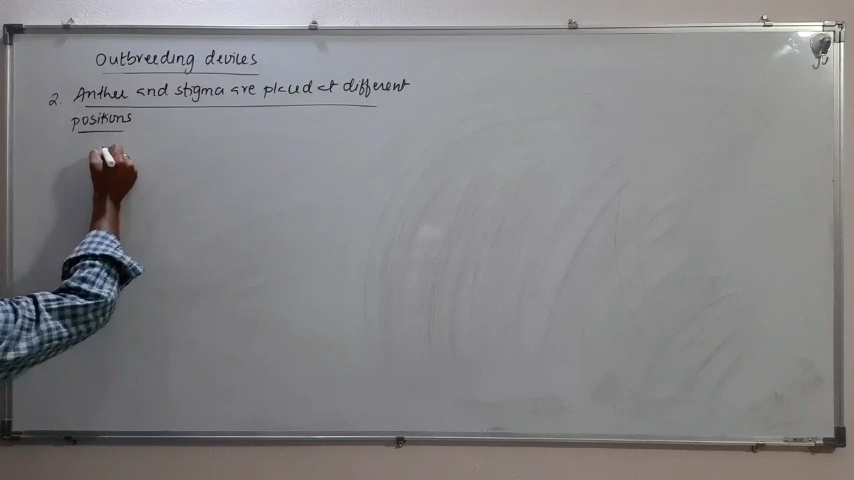 Outbreeding devices
2. Anther and stigma are placed at different
positions